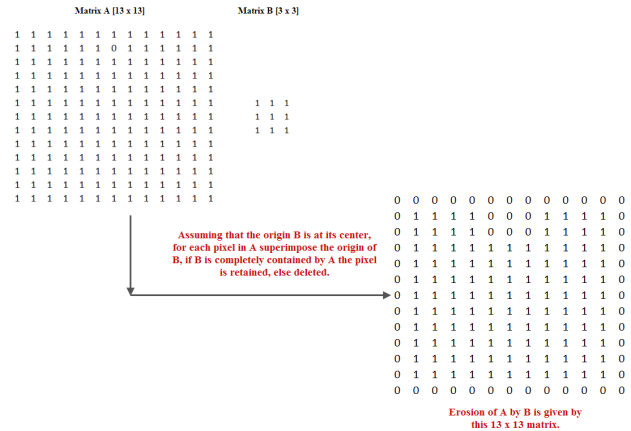 Matrix A [13 x 13]
1 1 1 1 1 1 1 1 1 1 1 1 1
1 1 1 1 1 1 0 1 1 1 1 1 1
1 1 1 1 1 1 1 1 1 1 1 1 1
1 1 1 1 1 1 1 1 1 1 1 1 1
1 1 1 1 1 1 1 1 1 1 1 1 1
1 1 1 1 1 1 1 1 1 1 1 1 1
1 1 1 1 1 1 1 1 1 1 1 1 1
1 1 1 1 1 1 1 1 1 1 1 1 1
1 1 1 1 1 1 1 1 1 1 1 1 1
1 1 1 1 1 1 1 1 1 1 1 1 1
1 1 1 1 1 1 1 1 1 1 1 1 1
1 1 1 1 1 1 1 1 1 1 1 1 1
1 1 1 1 1 1 1 1 1 1 1 1 1
Matrix B [3 x 3]
1 1 1
1 1 1
1 1 1
Assuming that the origin B is at its center,
for each pixel in A superimpose the origin of
B, if B is completely contained by A the pixel
is retained, else deleted.
0 0 0 0 0 0 0 0 0 0 0 0 0
0 1 1 1 1 0 0 0 1 1 1 1 0
0 1 1 1 1 0 0 0 1 1 1 1 0
0 1 1 1 1 1 1 1 1 1 1 1 0
0 1 1 1 1 1 1 1 1 1 1 1 0
0 1 1 1 1 1 1 1 1 1 1 1 0
0 1 1 1 1 1 1 1 1 1 1 1 0
0 1 1 1 1 1 1 1 1 1 1 1 0
0 1 1 1 1 1 1 1 1 1 1 1 0
0 1 1 1 1 1 1 1 1 1 1 1 0
0 1 1 1 1 1 1 1 1 1 1 1 0
0 1 1 1 1 1 1 1 1 1 1 1 0
0 0 0 0 0 0 0 0 0 0 0 0 0
Erosion of A by B is given by
this 13 x 13 matrix.